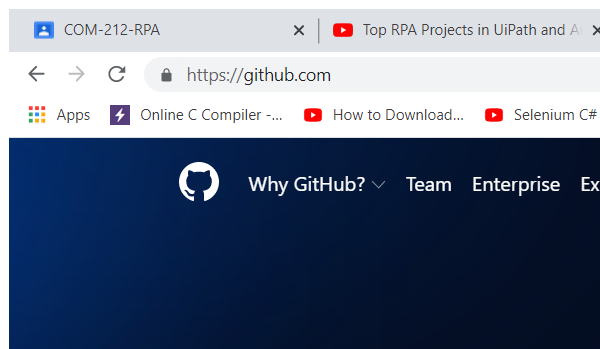 COM-212-RPA
Top RPA Projects in UiPath and
https://github.com
Apps Online C Compiler -... How to Download... Selenium C#
Why GitHub? Team Enterprise Ex